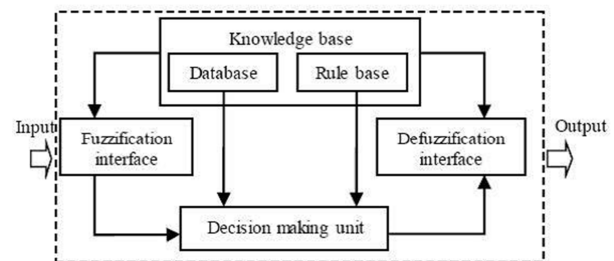 Knowledge base
Database
Rule base
Input
Fuzzification
interface
Defuzzification
interface
Output
Decision making unit